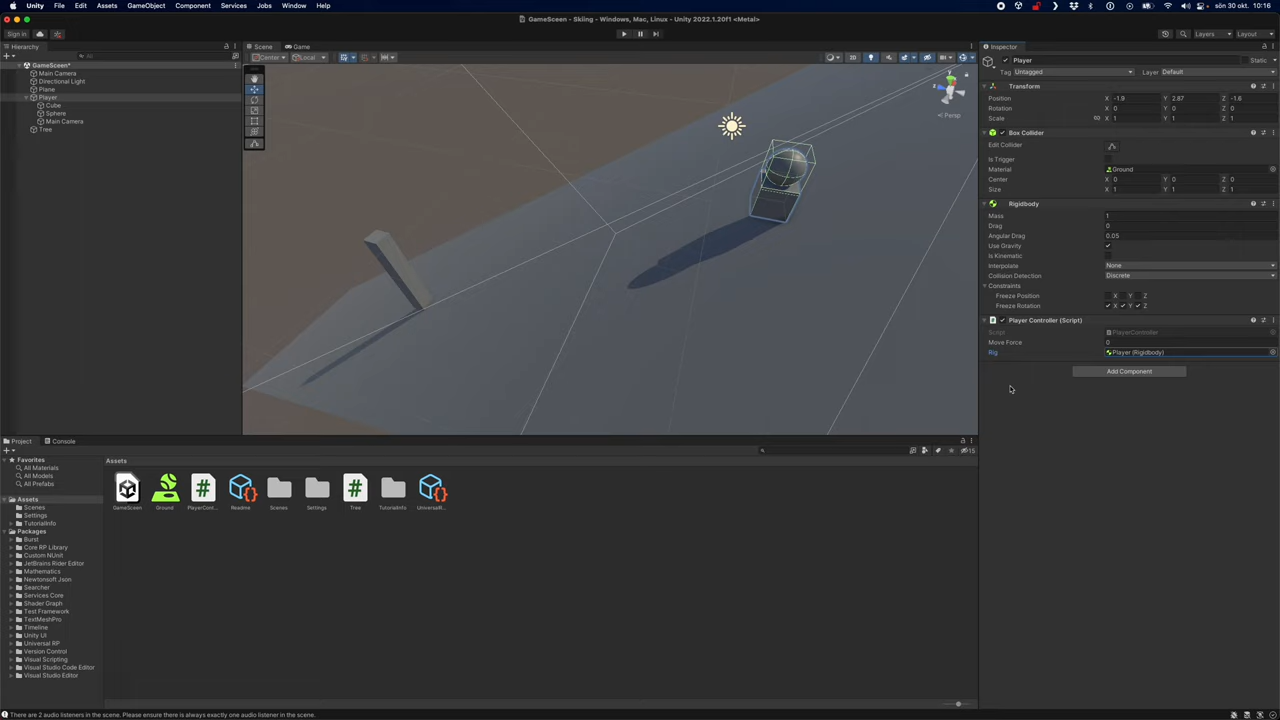 Unity File Edit Assets GameObject Component Services Jobs Window Help sön 30 okt. 10:16
GameSceen - Skiing - Windows, Mac, Linux - Unity 2022.1.20f1 <Metal>
Sign in Layers Layout
Hierarchy
All
GameSceen*
Main Camera
Directional Light
Plane
Player
Cube
Sphere
Main Camera
Tree
Scene Game
Center Local 2D
Persp
Inspector
Player Static
Tag Untagged Layer Default
Transform
Position X -1.9 Y 2.87 Z -1.6
Rotation X 0 Y 0 Z 0
Scale X 1 Y 1 Z 1
Box Collider
Edit Collider
Is Trigger
Material Ground
Center X 0 Y 0 Z 0
Size X 1 Y 1 Z 1
Rigidbody
Mass 1
Drag 0
Angular Drag 0.05
Use Gravity
Is Kinematic
Interpolate None
Collision Detection Discrete
Constraints
Freeze Position X Y Z
Freeze Rotation X Y Z
Player Controller (Script)
Script PlayerController
Move Force 0
Rig Player (Rigidbody)
Add Component
Project Console
15
Favorites
All Materials
All Models
All Prefabs
Assets
Scenes
Settings
TutorialInfo
Packages
Burst
Core RP Library
Custom NUnit
JetBrains Rider Editor
Mathematics
Newtonsoft Json
Searcher
Services Core
Shader Graph
Test Framework
TextMeshPro
Timeline
Unity UI
Universal RP
Version Control
Visual Scripting
Visual Studio Code Editor
Visual Studio Editor
Assets
GameSceen Ground PlayerCont... Readme Scenes Settings Tree TutorialInfo UniversalR...
There are 2 audio listeners in the scene. Please ensure there is always exactly one audio listener in the scene.